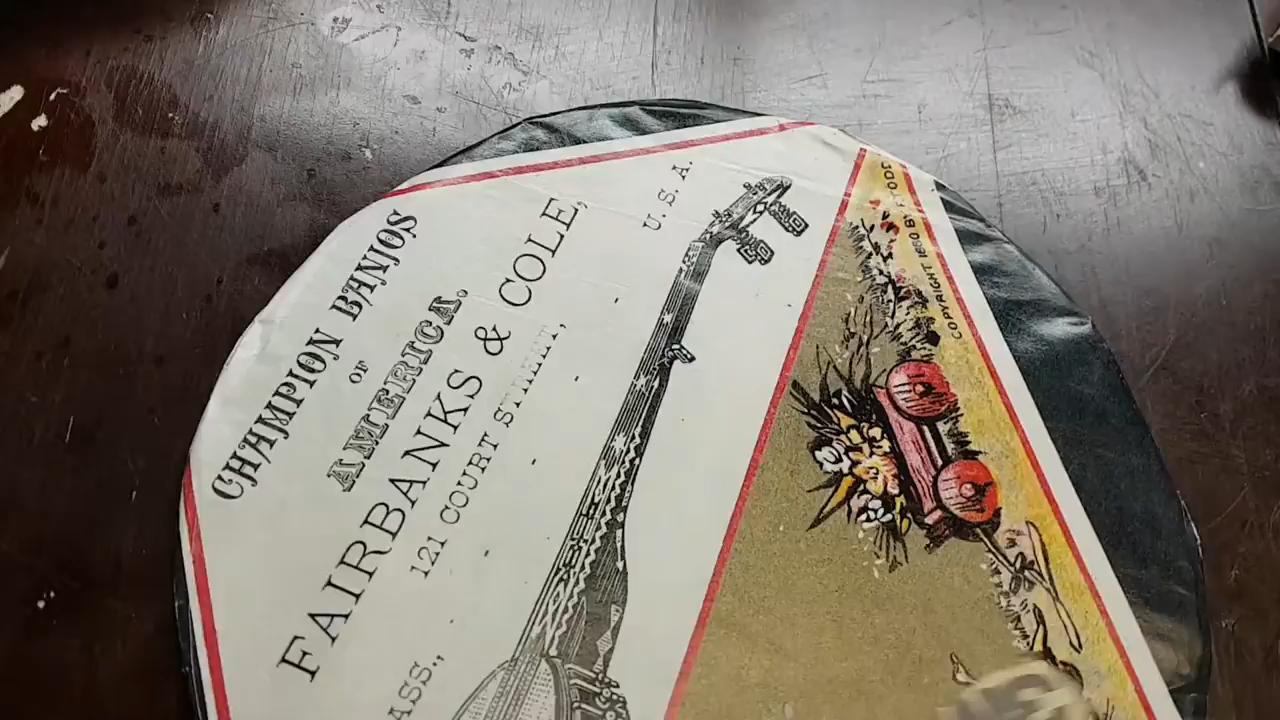 CHAMPION BANJOS
OF
AMERICA.
FAIRBANKS & COLE,
121 COURT STREET,
ASS.,
U. S. A.
COPYRIGHT 1880 BY